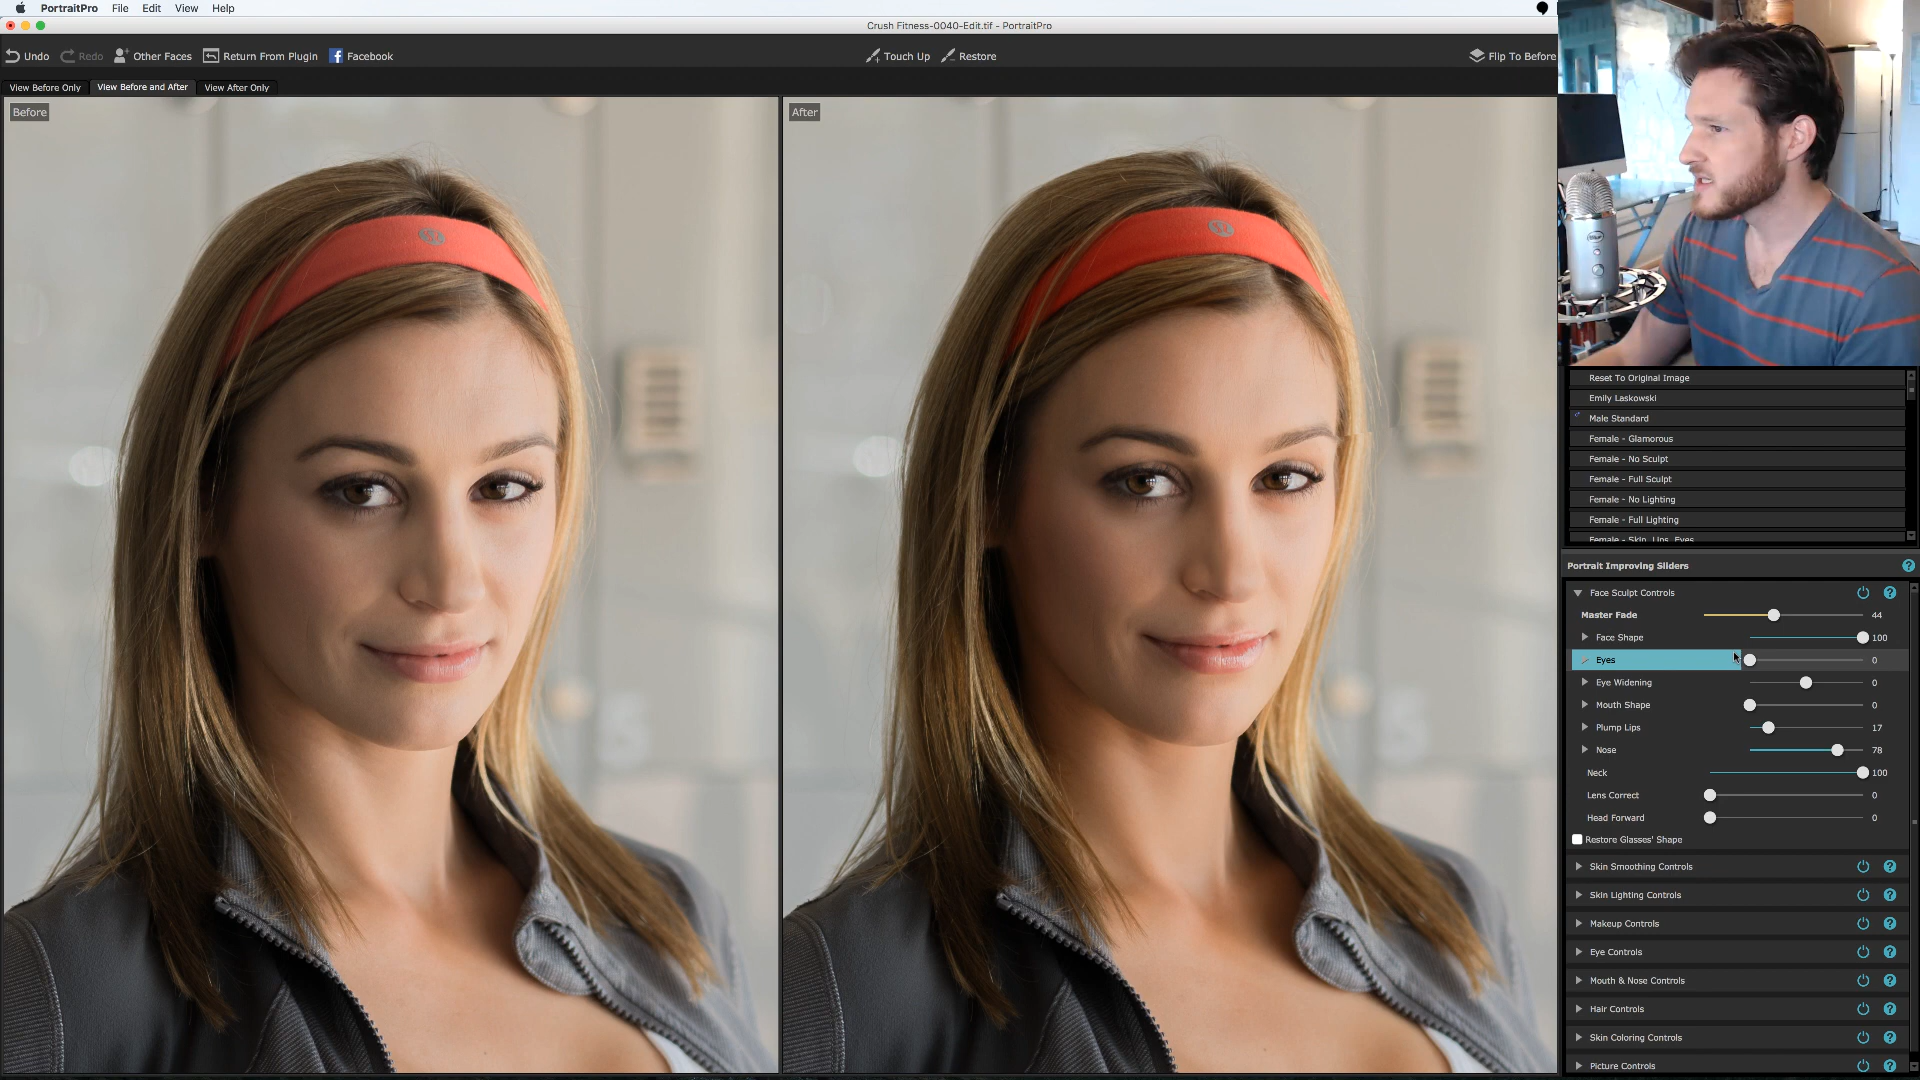 PortraitPro File Edit View Help
Crush Fitness-0040-Edit.tif - PortraitPro
Undo Redo Other Faces Return From Plugin Facebook Touch Up Restore Flip To Before
View Before Only View Before and After View After Only
Before After
Reset To Original Image
Emily Laskowski
Male Standard
Female - Glamorous
Female - No Sculpt
Female - Full Sculpt
Female - No Lighting
Female - Full Lighting
Female - Skin, Lips, Eyes
Portrait Improving Sliders ?
Face Sculpt Controls ?
Master Fade 44
Face Shape 100
Eyes 0
Eye Widening 0
Mouth Shape 0
Plump Lips 17
Nose 78
Neck 100
Lens Correct 0
Head Forward 0
Restore Glasses' Shape
Skin Smoothing Controls ?
Skin Lighting Controls ?
Makeup Controls ?
Eye Controls ?
Mouth & Nose Controls ?
Hair Controls ?
Skin Coloring Controls ?
Picture Controls ?